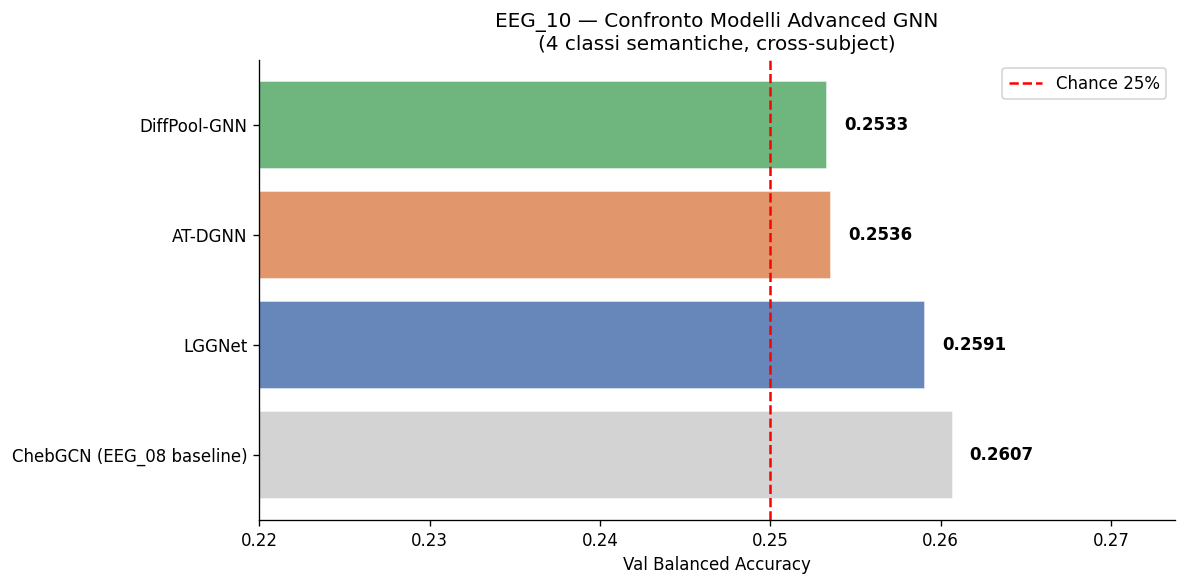 EEG_10 — Confronto Modelli Advanced GNN
(4 classi semantiche, cross-subject)
Chance 25%
DiffPool-GNN
0.2533
AT-DGNN
0.2536
LGGNet
0.2591
ChebGCN (EEG_08 baseline)
0.2607
0.22
0.23
0.24
0.25
0.26
0.27
Val Balanced Accuracy